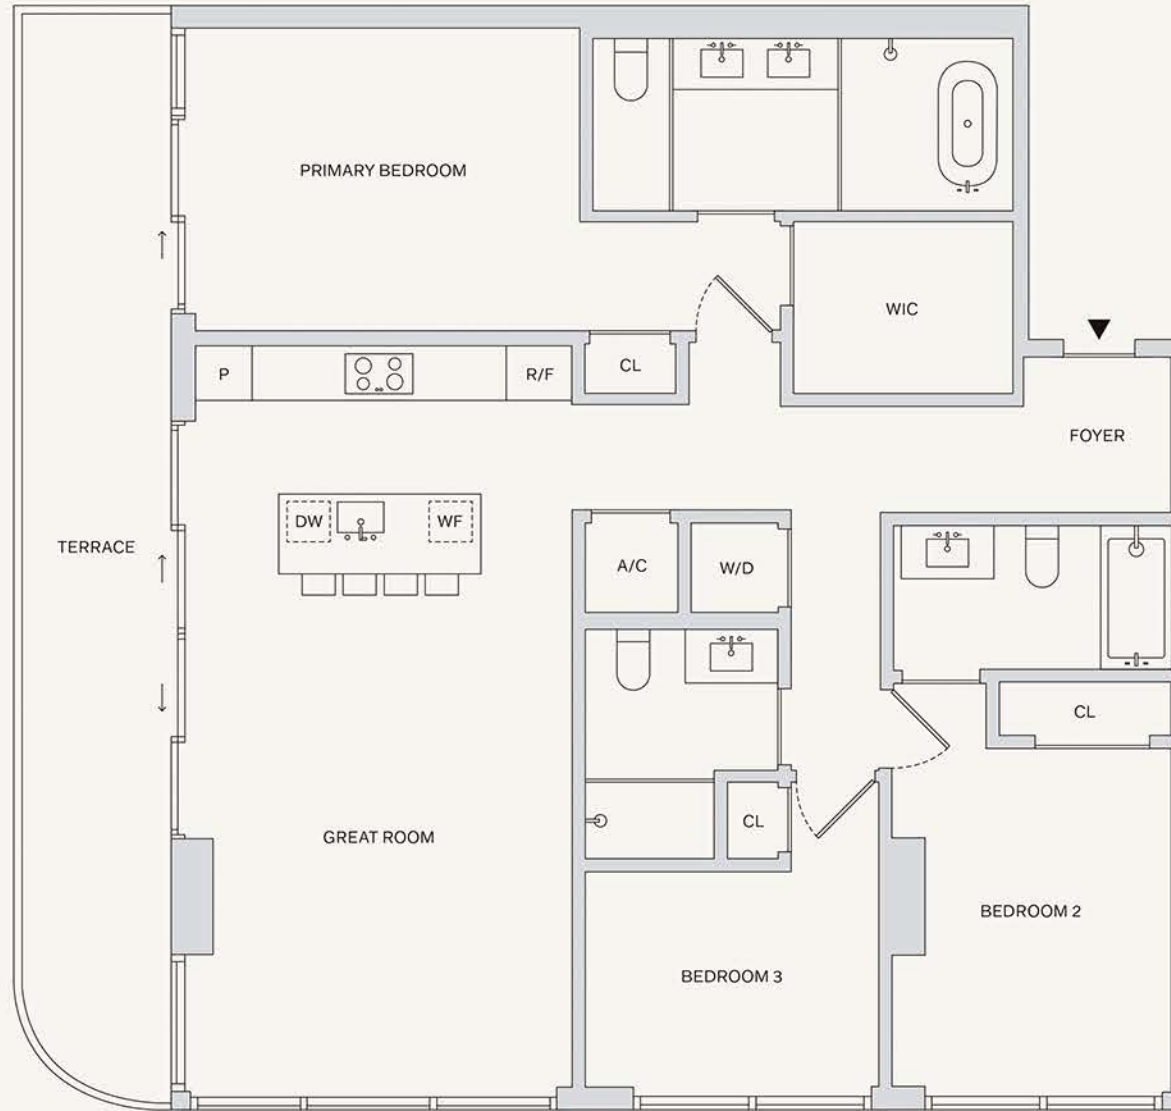 PRIMARY BEDROOM
WIC
P
R/F
CL
FOYER
TERRACE
DW
WF
A/C
W/D
CL
CL
GREAT ROOM
BEDROOM 2
BEDROOM 3